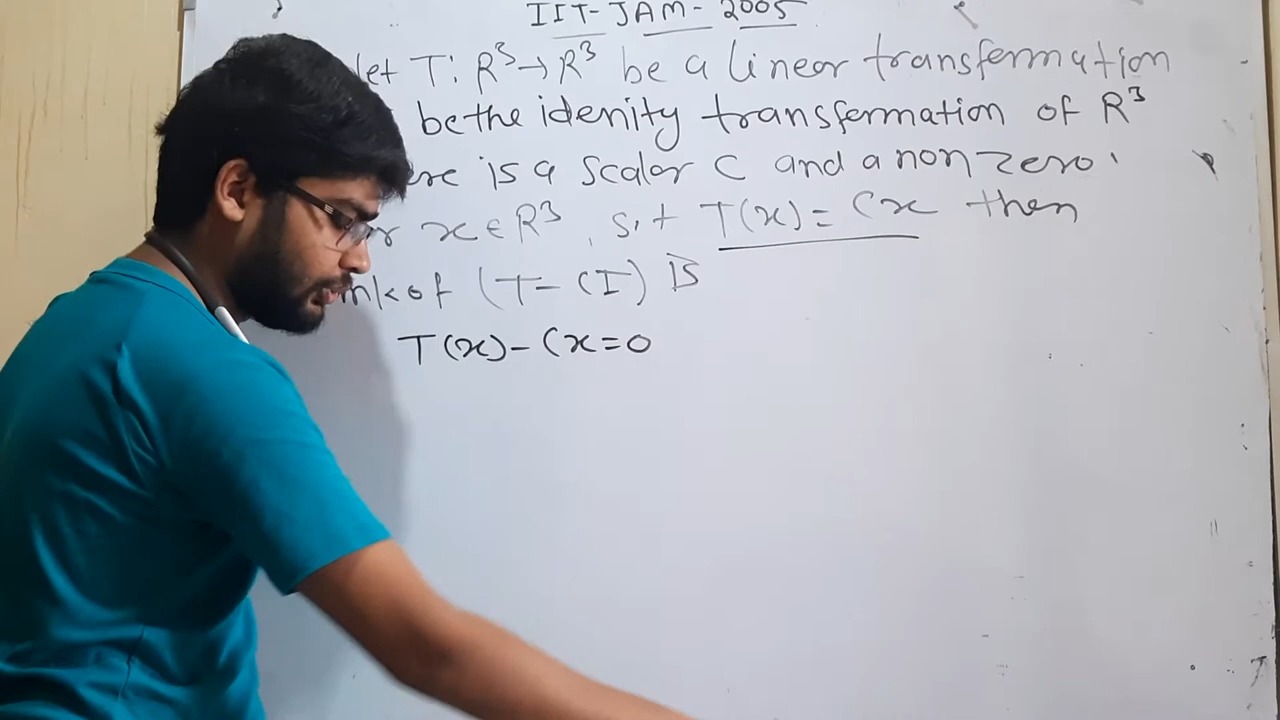 IIT-JAM-2005
let T: R³→R³ be a linear transformation
be the idenity transformation of R³
is a scalar C and a non zero.
x∈R³, s.t T(x)=Cx then
of (T-CI) is
T(x)-Cx=0